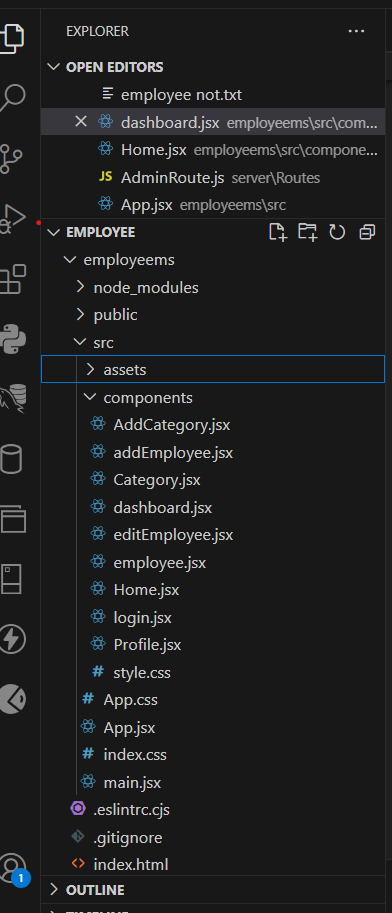 EXPLORER
OPEN EDITORS
employee not.txt
dashboard.jsx employeems\src\com...
Home.jsx employeems\src\compone...
JS AdminRoute.js server\Routes
App.jsx employeems\src
EMPLOYEE
employeems
node_modules
public
src
assets
components
AddCategory.jsx
addEmployee.jsx
Category.jsx
dashboard.jsx
editEmployee.jsx
employee.jsx
Home.jsx
login.jsx
Profile.jsx
# style.css
# App.css
App.jsx
# index.css
main.jsx
.eslintrc.cjs
.gitignore
<> index.html
1
OUTLINE